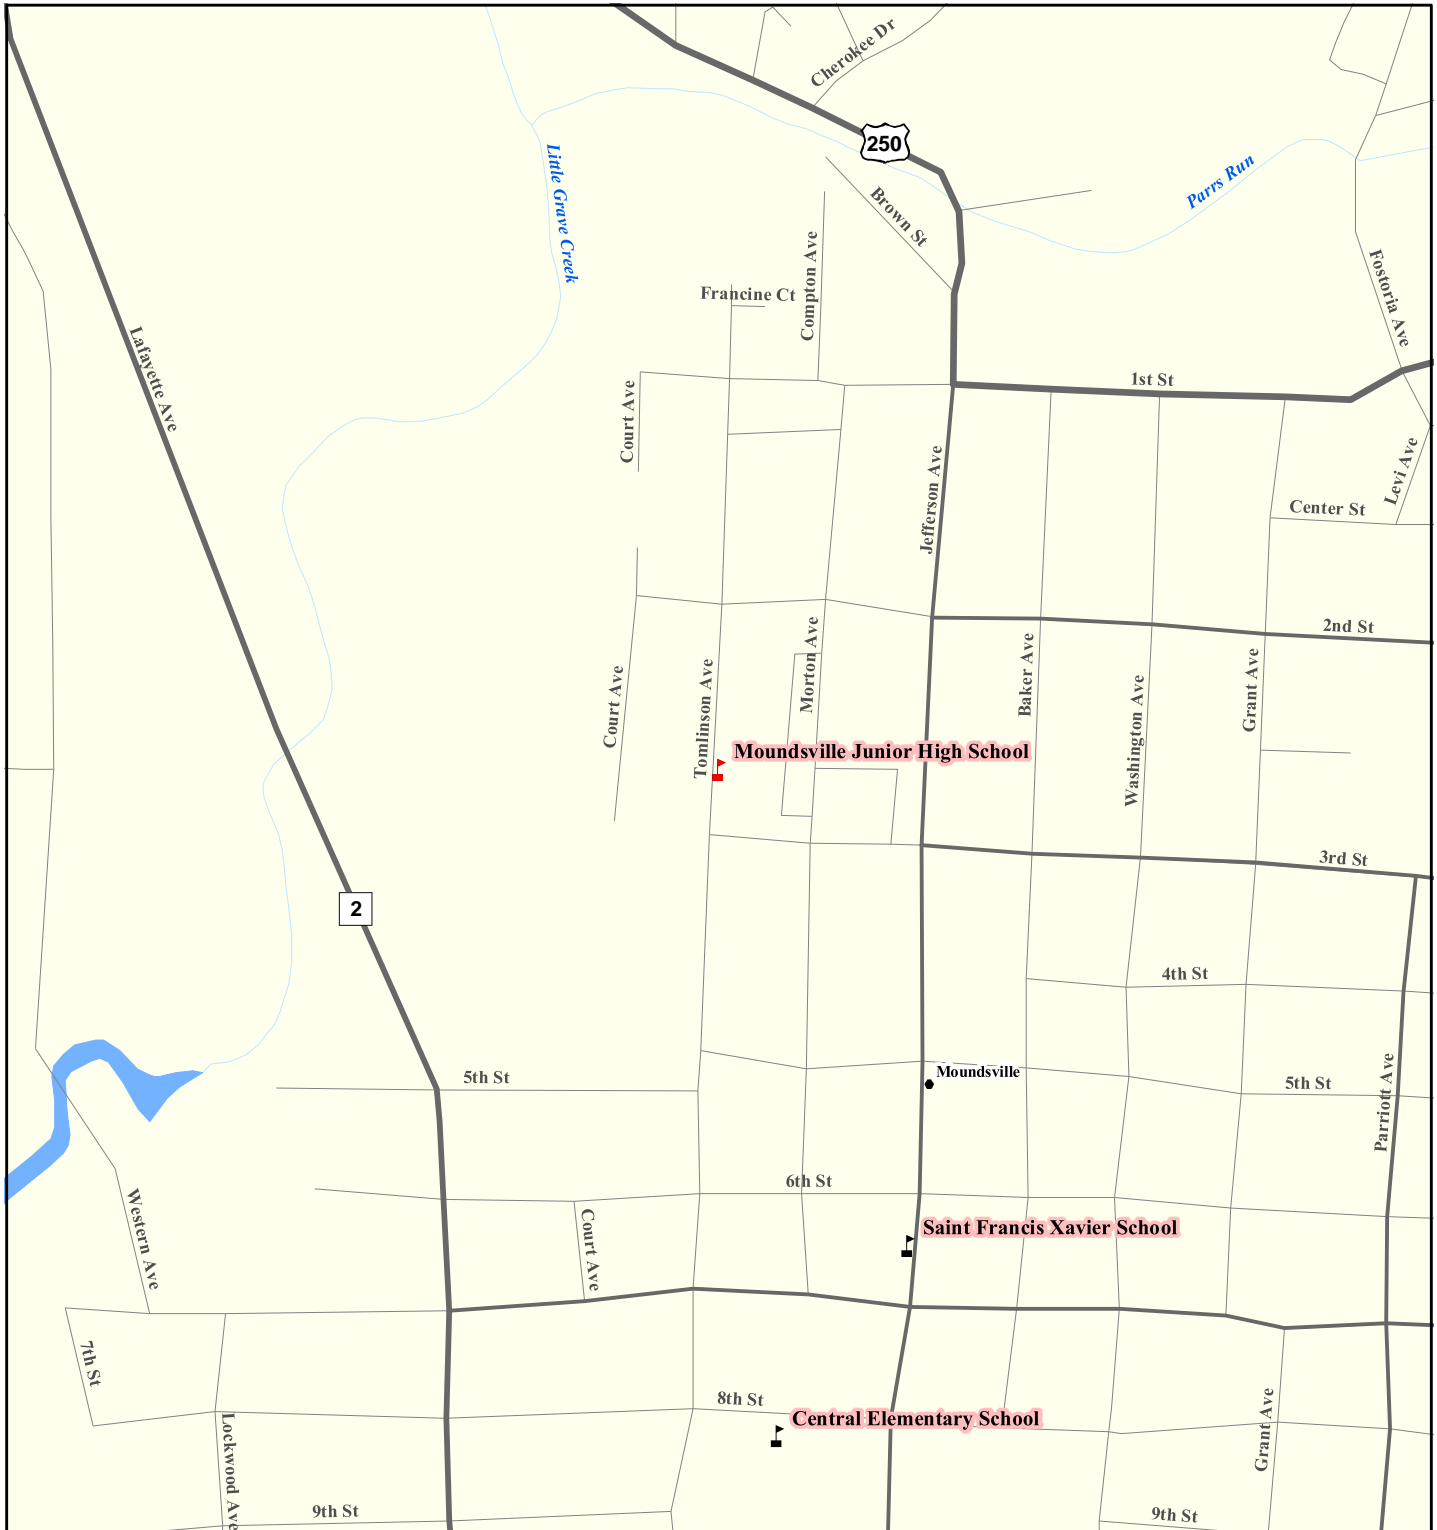 Cherokee Dr
250
Little Grave Creek
Parrs Run
Brown St
Compton Ave
Francine Ct
Fostoria Ave
Lafayette Ave
1st St
Court Ave
Jefferson Ave
Levi Ave
Center St
2nd St
Morton Ave
Baker Ave
Grant Ave
Court Ave
Tomlinson Ave
Washington Ave
Moundsville Junior High School
3rd St
2
4th St
5th St
Moundsville
5th St
Parriott Ave
6th St
Western Ave
Court Ave
Saint Francis Xavier School
7th St
8th St
Central Elementary School
Grant Ave
Lockwood Ave
9th St
9th St